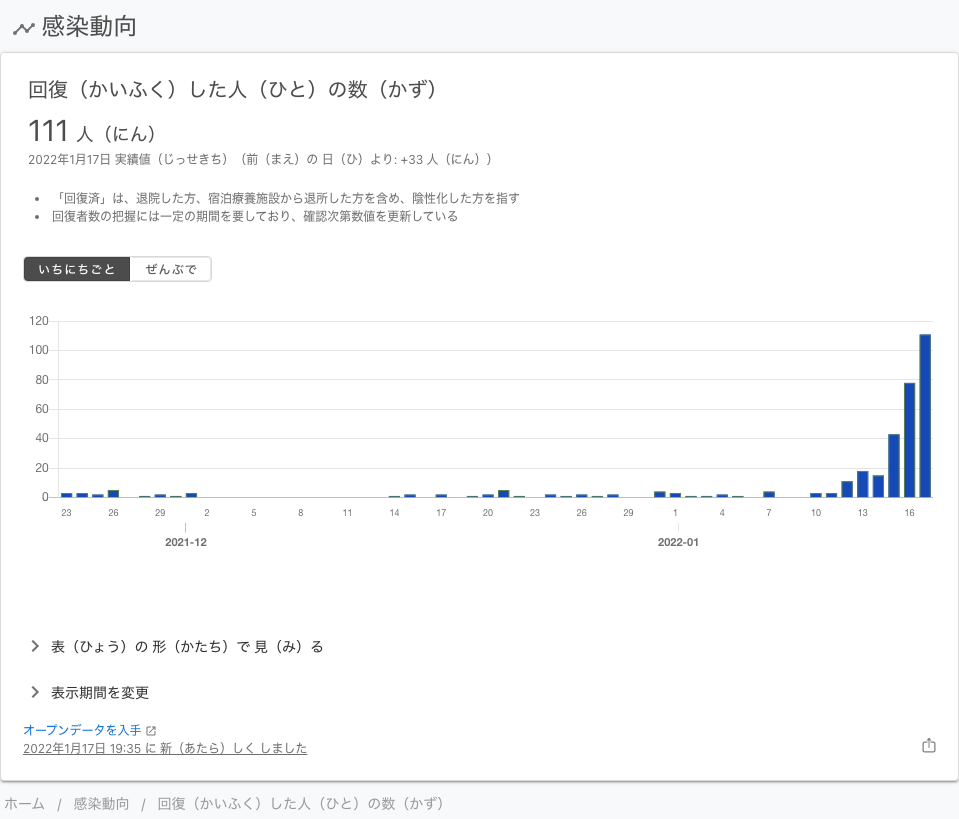 感染動向
回復（かいふく）した人（ひと）の数（かず）
111 人（にん）
2022年1月17日 実績値（じっせきち）（前（まえ）の 日（ひ）より: +33 人（にん））
• 「回復済」は、退院した方、宿泊療養施設から退所した方を含め、陰性化した方を指す
• 回復者数の把握には一定の期間を要しており、確認次第数値を更新している
いちにちごと ぜんぶで
120
100
80
60
40
20
0
23 26 29 2 5 8 11 14 17 20 23 26 29 1 4 7 10 13 16
2021-12 2022-01
表（ひょう）の 形（かたち）で 見（み）る
表示期間を変更
オープンデータを入手
2022年1月17日 19:35 に 新（あたら）しく しました
ホーム / 感染動向 / 回復（かいふく）した人（ひと）の数（かず）